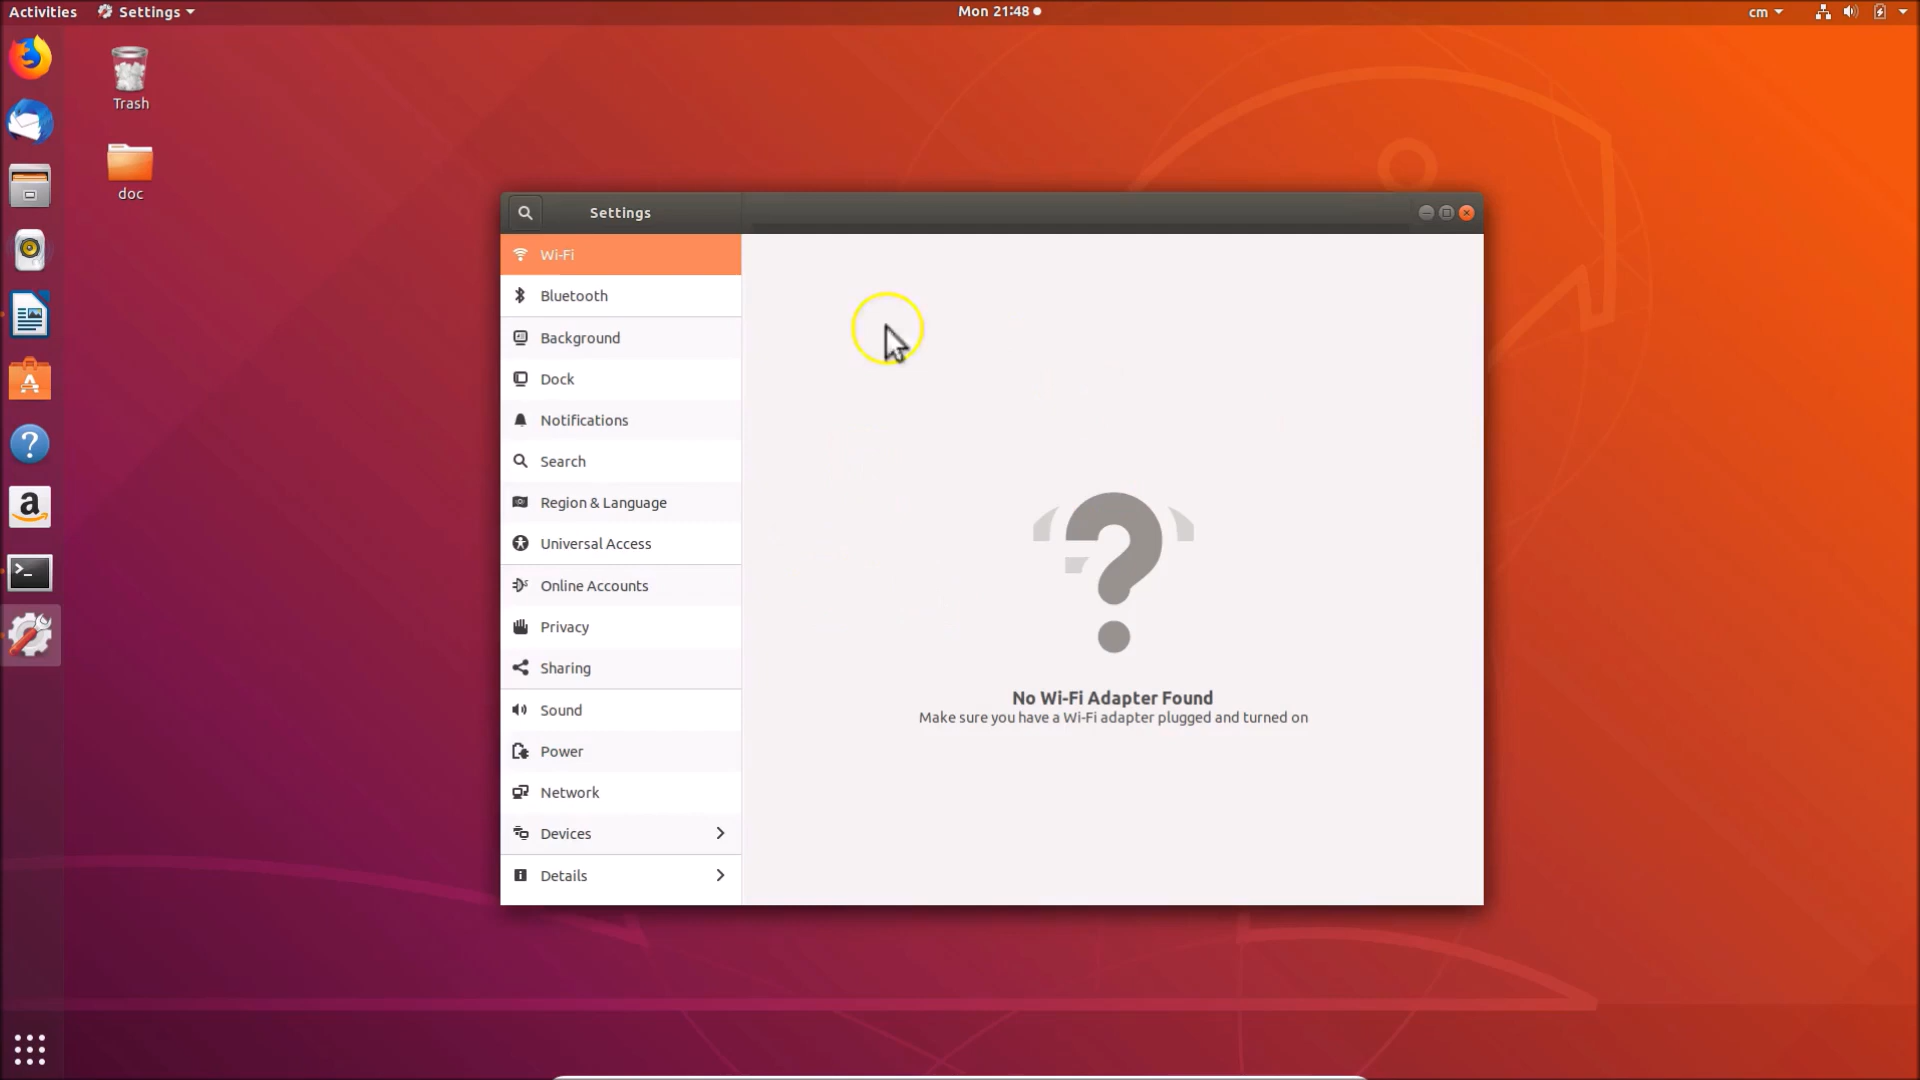 Activities
Settings
Mon 21:48
cm
Trash
doc
Settings
Wi-Fi
Bluetooth
Background
Dock
Notifications
Search
Region & Language
Universal Access
Online Accounts
Privacy
Sharing
Sound
Power
Network
Devices
Details
No Wi-Fi Adapter Found
Make sure you have a Wi-Fi adapter plugged and turned on